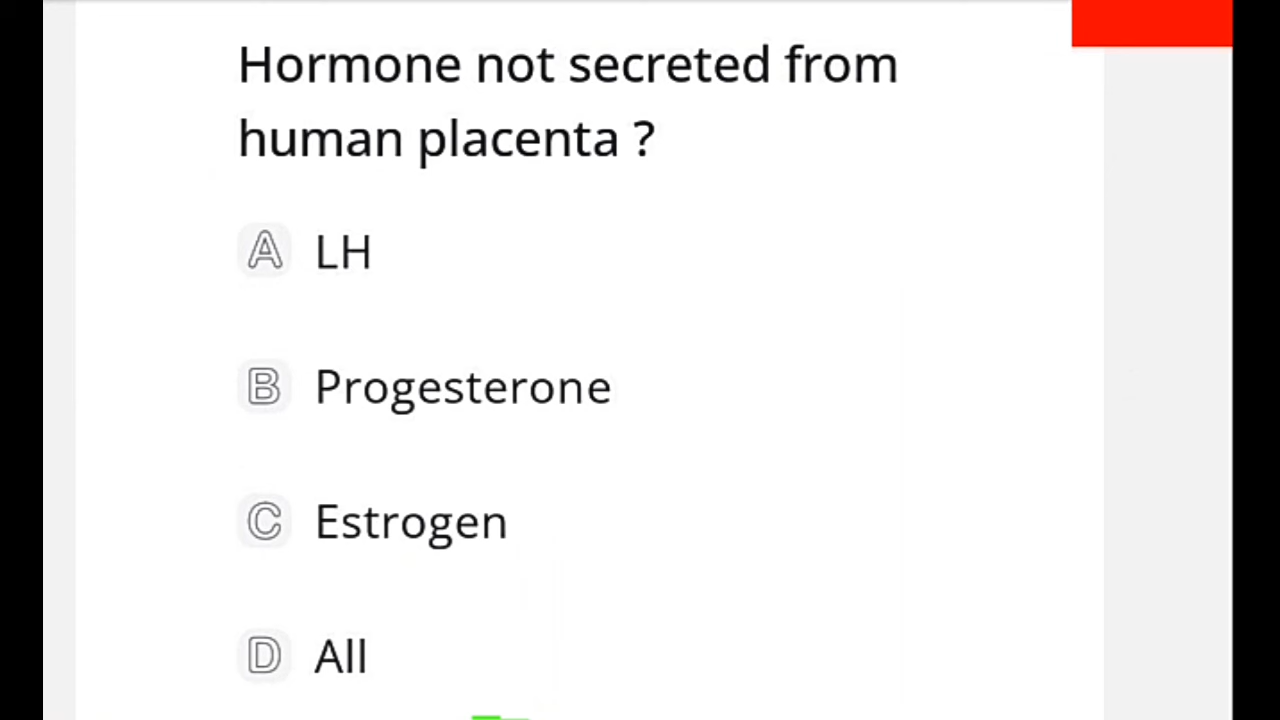 Hormone not secreted from
human placenta ?
A LH
B Progesterone
C Estrogen
D All